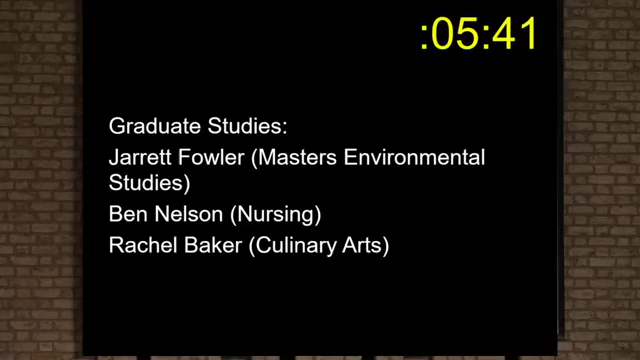 :05:41
Graduate Studies:
Jarrett Fowler (Masters Environmental
Studies)
Ben Nelson (Nursing)
Rachel Baker (Culinary Arts)